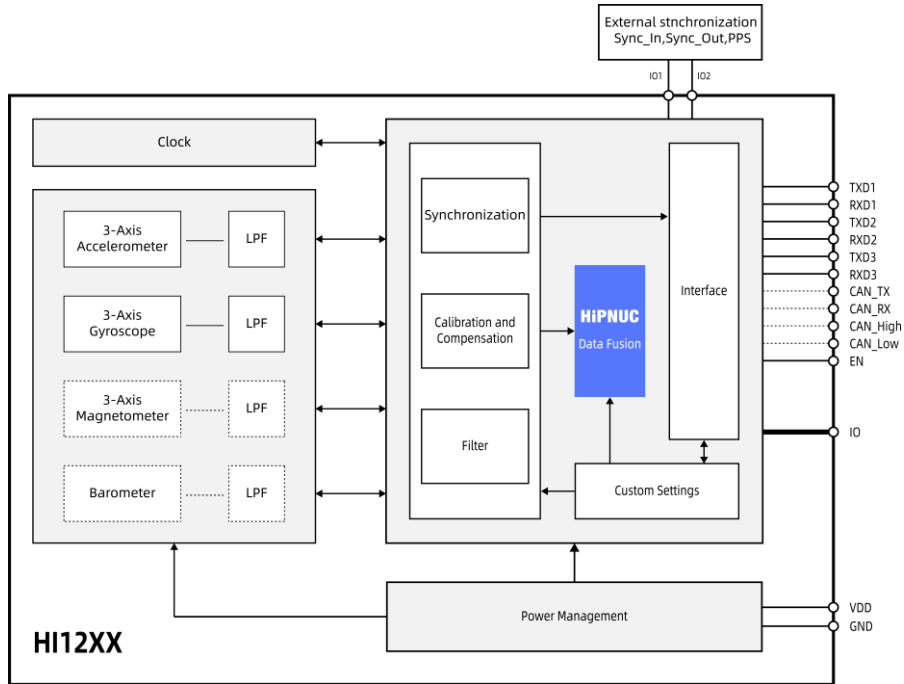 External stnchronization
Sync_In,Sync_Out,PPS
IO1
IO2
Clock
3-Axis
Accelerometer
LPF
3-Axis
Gyroscope
LPF
3-Axis
Magnetometer
LPF
Barometer
LPF
Synchronization
Calibration and
Compensation
Filter
HiPNUC
Data Fusion
Interface
Custom Settings
TXD1
RXD1
TXD2
RXD2
TXD3
RXD3
CAN_TX
CAN_RX
CAN_High
CAN_Low
EN
IO
Power Management
VDD
GND
HI12XX